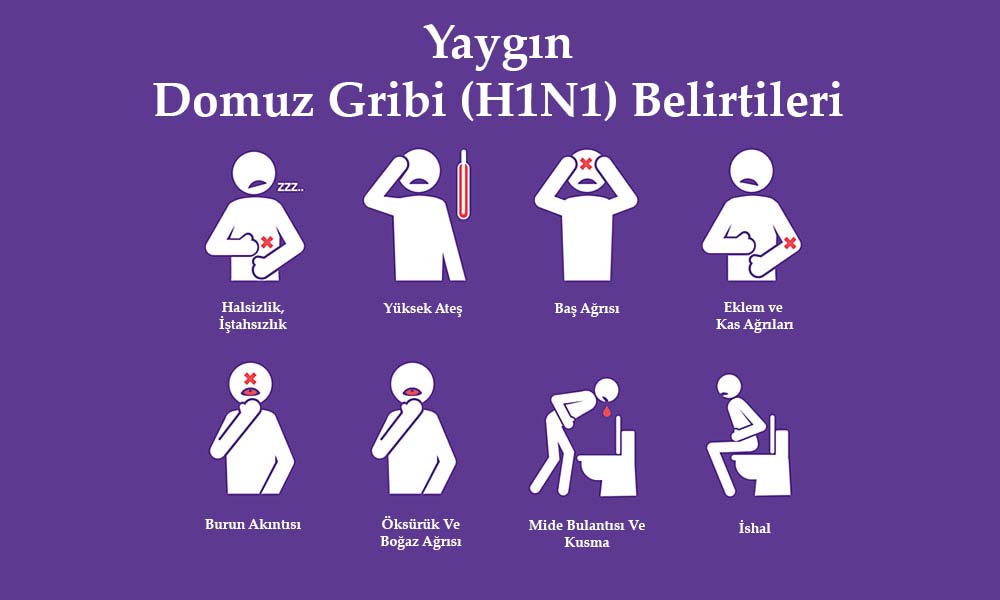 Yaygın
Domuz Gribi (H1N1) Belirtileri
zzz..
Halsizlik,
İştahsızlık
Yüksek Ateş
Baş Ağrısı
Eklem ve
Kas Ağrıları
Burun Akıntısı
Öksürük Ve
Boğaz Ağrısı
Mide Bulantısı Ve
Kusma
İshal